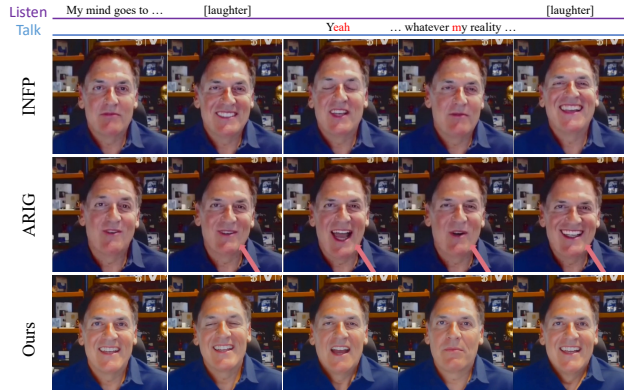 Listen My mind goes to … [laughter] [laughter]
Talk Yeah … whatever my reality …
INFP
ARIG
Ours